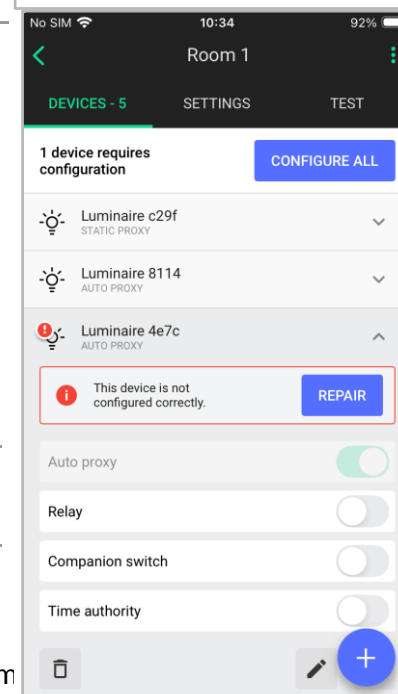 No SIM 10:34 92%
Room 1
DEVICES - 5 SETTINGS TEST
1 device requires
configuration
CONFIGURE ALL
Luminaire c29f
STATIC PROXY
Luminaire 8114
AUTO PROXY
Luminaire 4e7c
AUTO PROXY
This device is not
configured correctly.
REPAIR
Auto proxy
Relay
Companion switch
Time authority
m